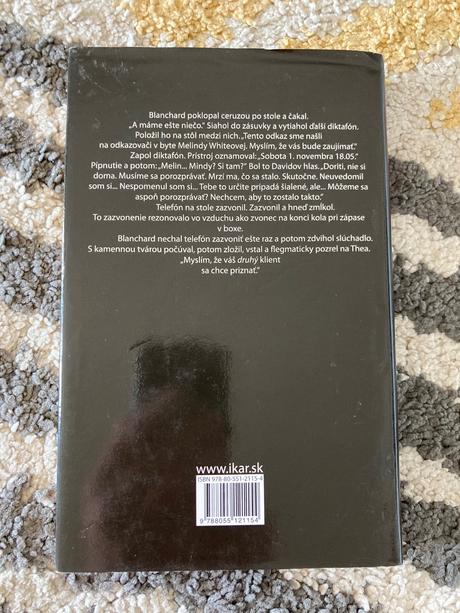 Blanchard poklopal ceruzou po stole a čakal.
„A máme ešte niečo.“ Siahol do zásuvky a vytiahol ďalší diktafón.
Položil ho na stôl medzi nich. „Tento odkaz sme našli
na odkazovači v byte Melindy Whiteovej. Myslím, že vás bude zaujímať.“
Zapol diktafón. Prístroj oznamoval: „Sobota 1. novembra 18.05.“
Pípnutie a potom: „Melin... Mindy? Si tam?“ Bol to Davidov hlas. „Doriti, nie si
doma. Musíme sa porozprávať. Mrzí ma, čo sa stalo. Skutočne. Neuvedomil
som si... Nespomenul som si... Tebe to určite pripadá šialené, ale... Môžeme sa
aspoň porozprávať? Nechcem, aby to zostalo takto.“
Telefón na stole zazvonil. Zazvonil a hneď zmĺkol.
To zazvonenie rezonovalo vo vzduchu ako zvonec na konci kola pri zápase
v boxe.
Blanchard nechal telefón zazvoniť ešte raz a potom zdvihol slúchadlo.
S kamennou tvárou počúval, potom zložil, vstal a flegmaticky pozrel na Thea.
„Myslím, že váš druhý klient
sa chce priznať.“
www.ikar.sk
ISBN 978-80-551-2115-4
9 788055 121154